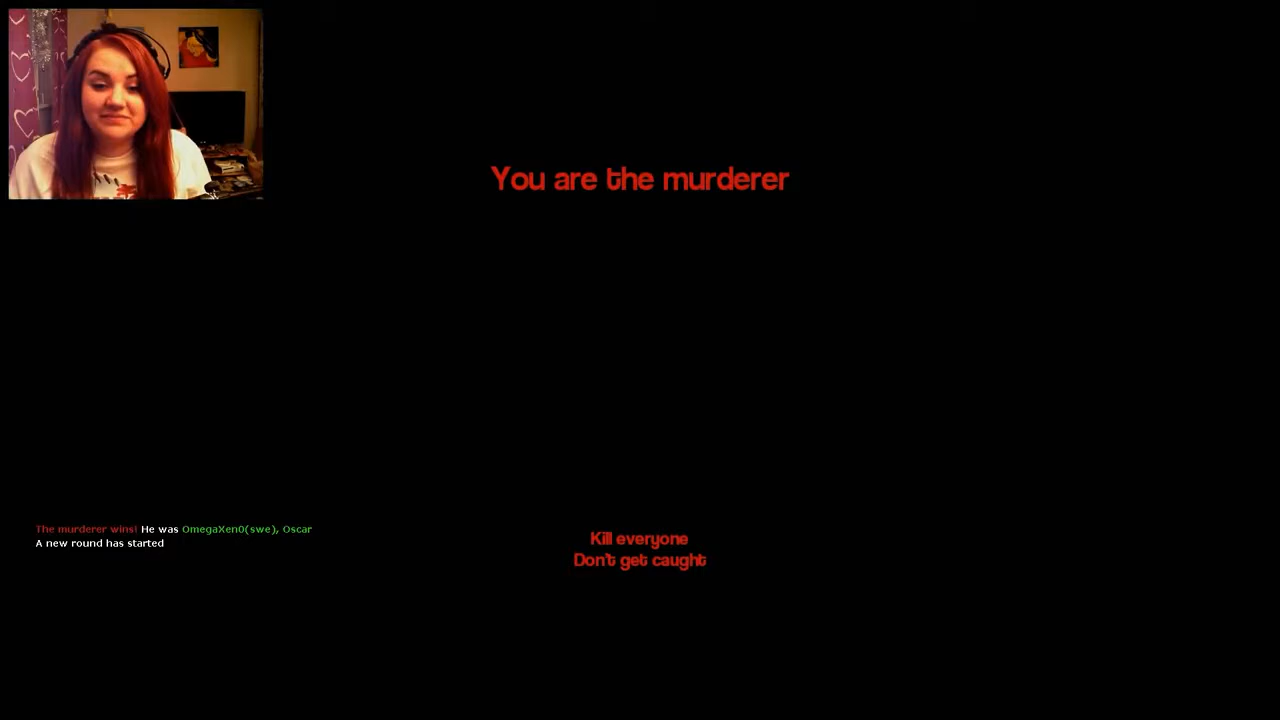 You are the murderer
The murderer wins! He was OmegaXen0(swe), Oscar
A new round has started
Kill everyone
Don't get caught